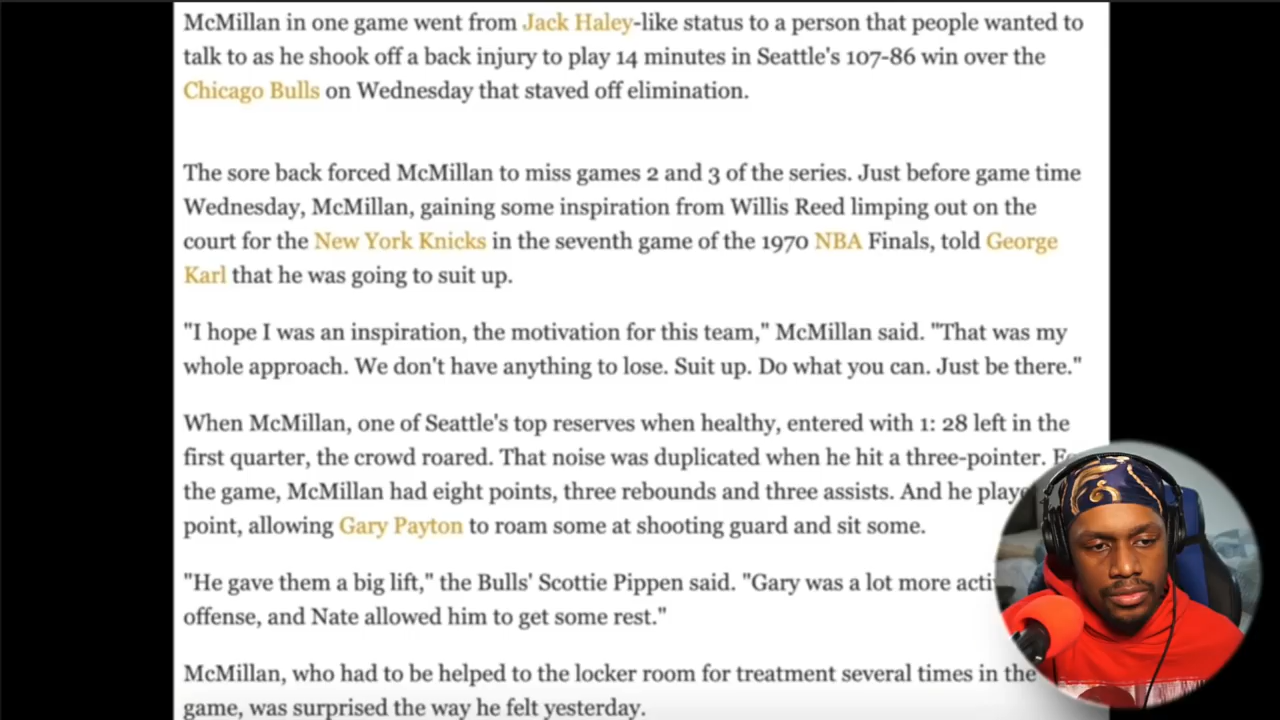 McMillan in one game went from Jack Haley-like status to a person that people wanted to
talk to as he shook off a back injury to play 14 minutes in Seattle's 107-86 win over the
Chicago Bulls on Wednesday that staved off elimination.
The sore back forced McMillan to miss games 2 and 3 of the series. Just before game time
Wednesday, McMillan, gaining some inspiration from Willis Reed limping out on the
court for the New York Knicks in the seventh game of the 1970 NBA Finals, told George
Karl that he was going to suit up.
"I hope I was an inspiration, the motivation for this team," McMillan said. "That was my
whole approach. We don't have anything to lose. Suit up. Do what you can. Just be there."
When McMillan, one of Seattle's top reserves when healthy, entered with 1: 28 left in the
first quarter, the crowd roared. That noise was duplicated when he hit a three-pointer.
the game, McMillan had eight points, three rebounds and three assists. And he
point, allowing Gary Payton to roam some at shooting guard and sit some.
"He gave them a big lift," the Bulls' Scottie Pippen said. "Gary was a lot more
offense, and Nate allowed him to get some rest."
McMillan, who had to be helped to the locker room for treatment several times in the
game, was surprised the way he felt yesterday.